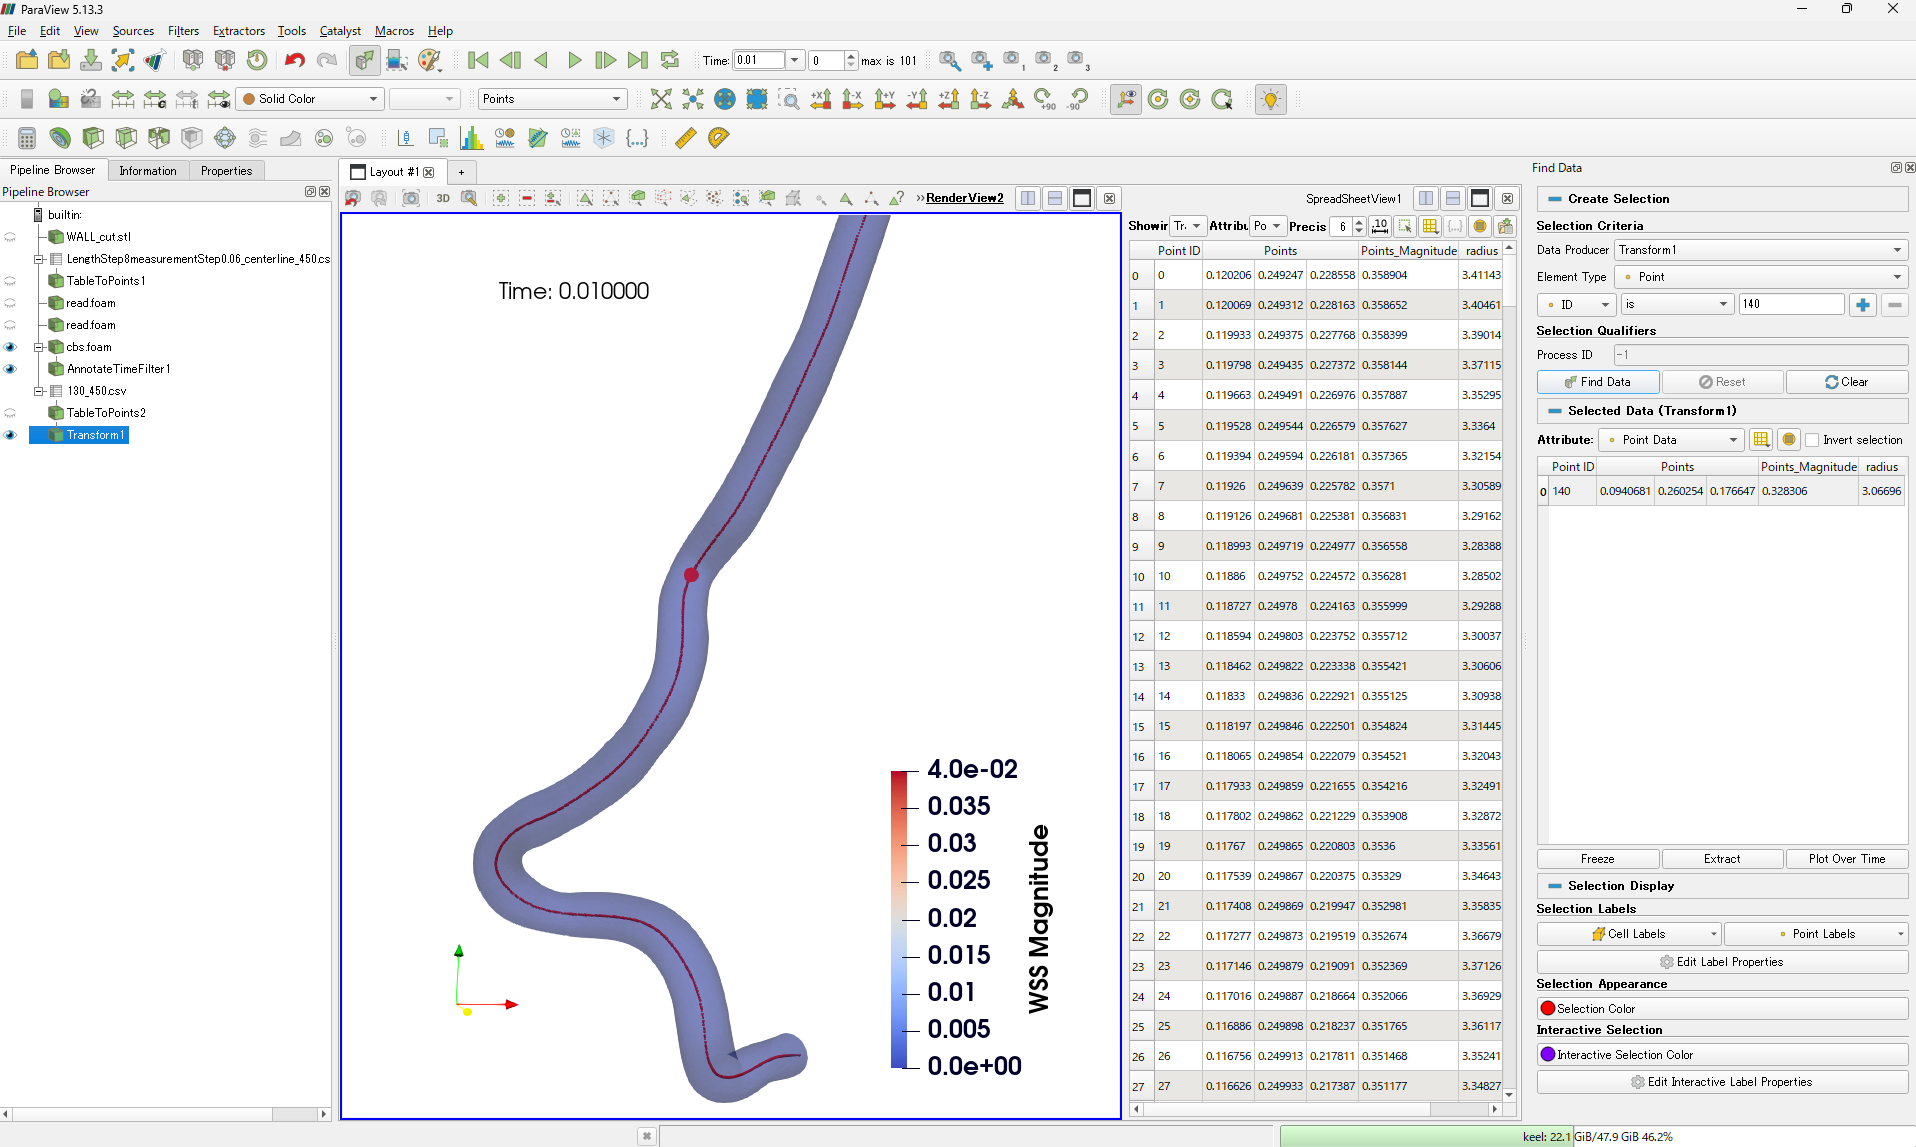 ParaView 5.13.3
File Edit View Sources Filters Extractors Tools Catalyst Macros Help
Time: 0.01 0 max is 101
Solid Color Points
Pipeline Browser Information Properties
Pipeline Browser
builtin:
WALL_cut.stl
LengthStep8measurementStep0.06_centerline_450.cs
TableToPoints1
read.foam
read.foam
cbs.foam
AnnotateTimeFilter1
130_450.csv
TableToPoints2
Transform1
Layout #1 +
3D RenderView2
Time: 0.010000
4.0e-02
0.035
0.03
0.025
0.02
0.015
0.01
0.005
0.0e+00
WSS Magnitude
SpreadSheetView1
Showir Tr. Attribu Po Precis 6
Point ID Points Points_Magnitude radius
0 0 0.120206 0.249247 0.228558 0.358904 3.41143
1 1 0.120069 0.249312 0.228163 0.358652 3.40461
2 2 0.119933 0.249375 0.227768 0.358399 3.39014
3 3 0.119798 0.249435 0.227372 0.358144 3.37115
4 4 0.119663 0.249491 0.226976 0.357887 3.35295
5 5 0.119528 0.249544 0.226579 0.357627 3.3364
6 6 0.119394 0.249594 0.226181 0.357365 3.32154
7 7 0.11926 0.249639 0.225782 0.3571 3.30589
8 8 0.119126 0.249681 0.225381 0.356831 3.29162
9 9 0.118993 0.249719 0.224977 0.356558 3.28388
10 10 0.11886 0.249752 0.224572 0.356281 3.28502
11 11 0.118727 0.24978 0.224163 0.355999 3.29288
12 12 0.118594 0.249803 0.223752 0.355712 3.30037
13 13 0.118462 0.249822 0.223338 0.355421 3.30606
14 14 0.11833 0.249836 0.222921 0.355125 3.30938
15 15 0.118197 0.249846 0.222501 0.354824 3.31445
16 16 0.118065 0.249854 0.222079 0.354521 3.32043
17 17 0.117933 0.249859 0.221655 0.354216 3.32491
18 18 0.117802 0.249862 0.221229 0.353908 3.32872
19 19 0.11767 0.249865 0.220803 0.3536 3.33561
20 20 0.117539 0.249867 0.220375 0.35329 3.34643
21 21 0.117408 0.249869 0.219947 0.352981 3.35835
22 22 0.117277 0.249873 0.219519 0.352674 3.36679
23 23 0.117146 0.249879 0.219091 0.352369 3.37126
24 24 0.117016 0.249887 0.218664 0.352066 3.36929
25 25 0.116886 0.249898 0.218237 0.351765 3.36117
26 26 0.116756 0.249913 0.217811 0.351468 3.35241
27 27 0.116626 0.249933 0.217387 0.351177 3.34827
Find Data
Create Selection
Selection Criteria
Data Producer Transform1
Element Type Point
ID is 140
Selection Qualifiers
Process ID -1
Find Data Reset Clear
Selected Data (Transform1)
Attribute: Point Data Invert selection
Point ID Points Points_Magnitude radius
0 140 0.0940681 0.260254 0.176647 0.328306 3.06696
Freeze Extract Plot Over Time
Selection Display
Selection Labels
Cell Labels Point Labels
Edit Label Properties
Selection Appearance
Selection Color
Interactive Selection
Interactive Selection Color
Edit Interactive Label Properties
keel: 22.1 GiB/47.9 GiB 46.2%